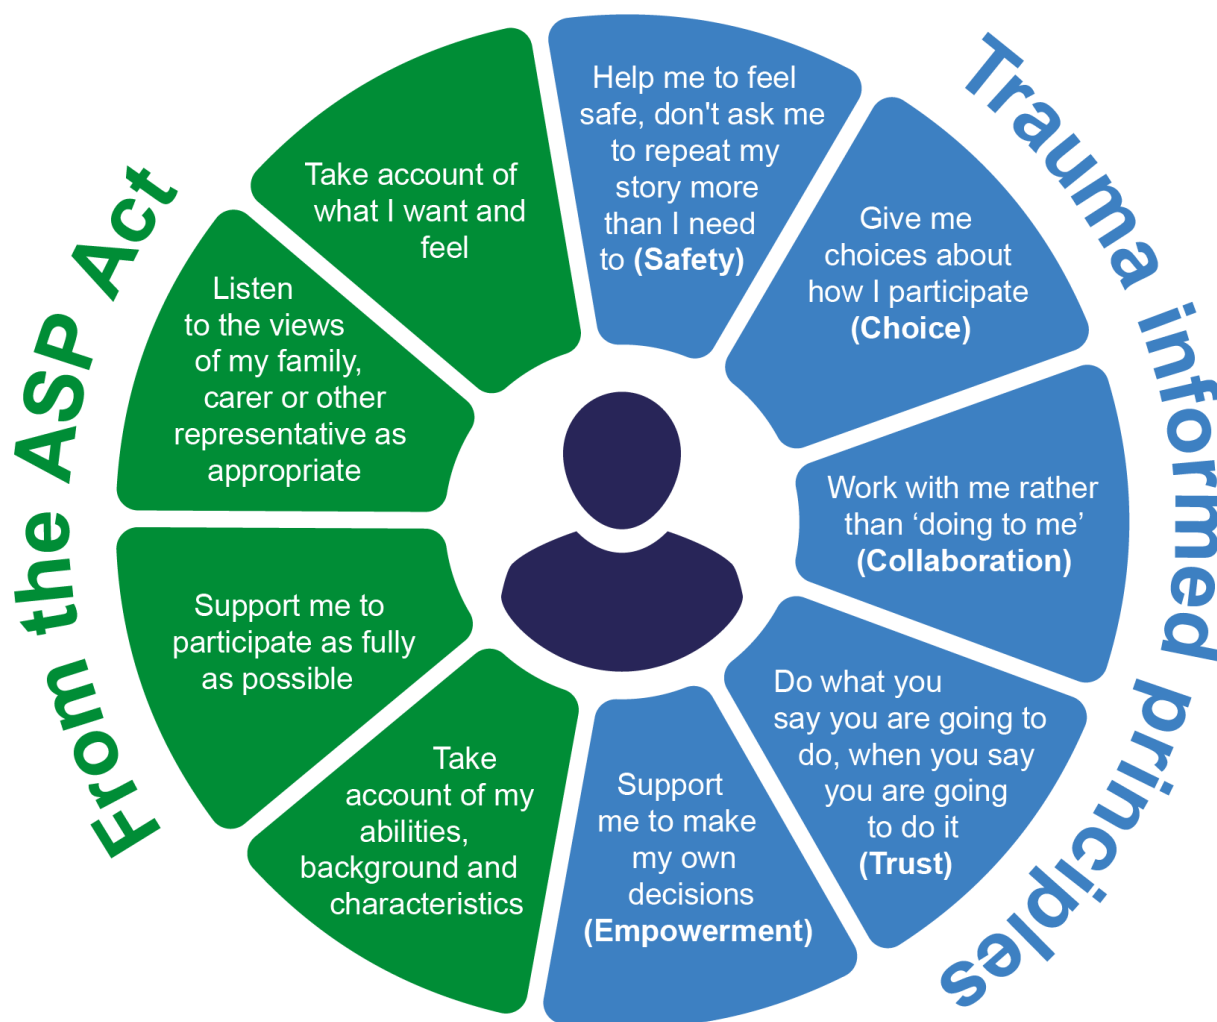 From the ASP Act
Trauma informed principles
Take account of
what I want and
feel
Help me to feel
safe, don't ask me
to repeat my
story more
than I need
to (Safety)
Give me
choices about
how I participate
(Choice)
Listen
to the views
of my family,
carer or other
representative as
appropriate
Work with me rather
than ‘doing to me’
(Collaboration)
Support me to
participate as fully
as possible
Do what you
say you are going to
do, when you say
you are going
to do it
(Trust)
Take
account of my
abilities,
background and
characteristics
Support
me to make
my own
decisions
(Empowerment)